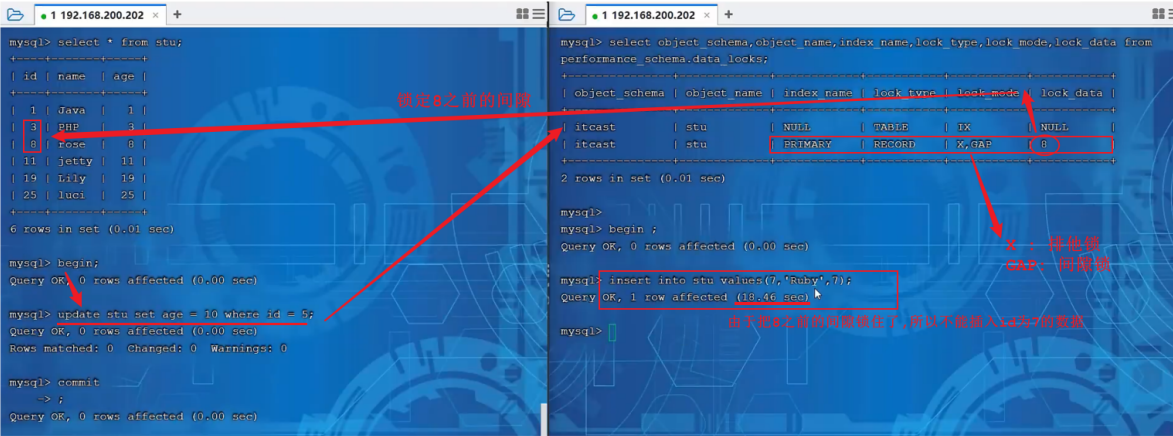 1 192.168.200.202 × +
mysql> select * from stu;
+----+-------+-----+
| id | name | age |
+----+-------+-----+
| 1 | Java | 1 |
| 3 | PHP | 3 |
| 8 | rose | 8 |
| 11 | jetty | 11 |
| 19 | Lily | 19 |
| 25 | luci | 25 |
+----+-------+-----+
6 rows in set (0.01 sec)
锁定8之前的间隙
mysql> begin;
Query OK, 0 rows affected (0.00 sec)
mysql> update stu set age = 10 where id = 5;
Query OK, 0 rows affected (0.00 sec)
Rows matched: 0 Changed: 0 Warnings: 0
mysql> commit
-> ;
Query OK, 0 rows affected (0.00 sec)
1 192.168.200.202 × +
mysql> select object_schema,object_name,index_name,lock_type,lock_mode,lock_data from
performance_schema.data_locks;
+---------------+-------------+------------+-----------+-----------+-----------+
| object_schema | object_name | index_name | lock_type | lock_mode | lock_data |
+---------------+-------------+------------+-----------+-----------+-----------+
| itcast | stu | NULL | TABLE | IX | NULL |
| itcast | stu | PRIMARY | RECORD | X,GAP | 8 |
+---------------+-------------+------------+-----------+-----------+-----------+
2 rows in set (0.01 sec)
mysql>
mysql> begin ;
Query OK, 0 rows affected (0.00 sec)
X : 排他锁
GAP: 间隙锁
mysql> insert into stu values(7,'Ruby',7);
Query OK, 1 row affected (18.46 sec)
由于把8之前的间隙锁住了,所以不能插入id为7的数据
mysql>